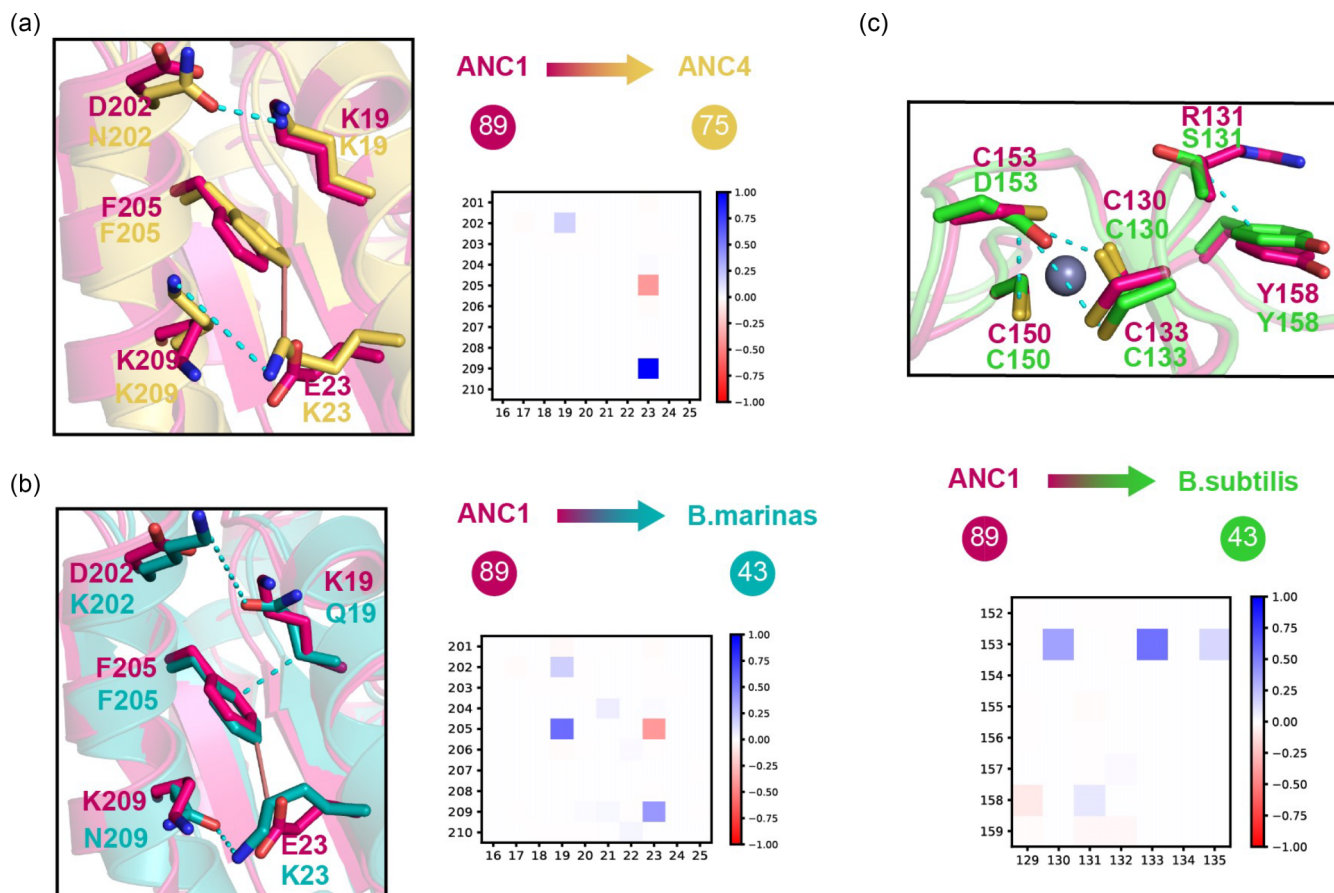 (a)
D202
N202
K19
K19
F205
F205
K209
K209
E23
K23
ANC1
ANC4
89
75
201
202
203
204
205
206
207
208
209
210
16 17 18 19 20 21 22 23 24 25
1.00
0.75
0.50
0.25
0.00
−0.25
−0.50
−0.75
−1.00
(b)
D202
K202
K19
Q19
F205
F205
K209
N209
E23
K23
ANC1
B.marinas
89
43
201
202
203
204
205
206
207
208
209
210
16 17 18 19 20 21 22 23 24 25
1.00
0.75
0.50
0.25
0.00
−0.25
−0.50
−0.75
−1.00
(c)
R131
S131
C153
D153
C130
C130
Y158
Y158
C150
C150
C133
C133
ANC1
B.subtilis
89
43
152
153
154
155
156
157
158
159
129 130 131 132 133 134 135
1.00
0.75
0.50
0.25
0.00
−0.25
−0.50
−0.75
−1.00